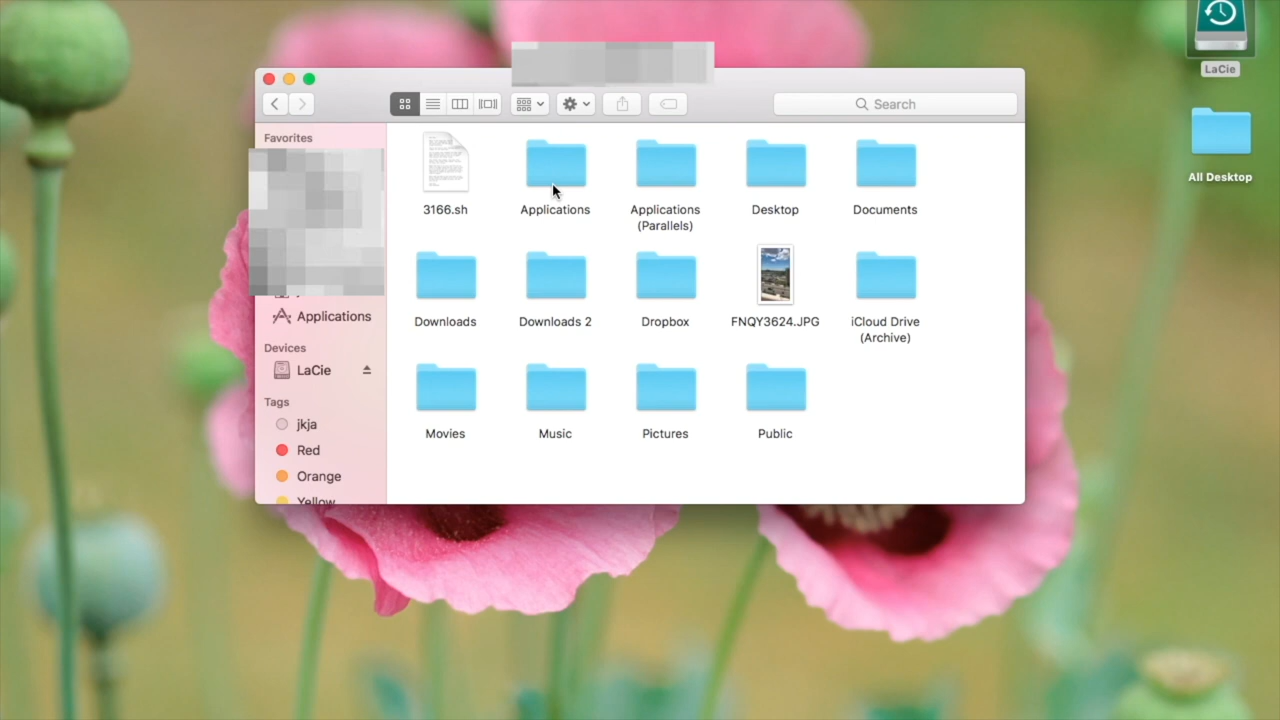 LaCie
All Desktop
Search
Favorites
Applications
Devices
LaCie
Tags
jkja
Red
Orange
Yellow
3166.sh
Applications
Applications
(Parallels)
Desktop
Documents
Downloads
Downloads 2
Dropbox
FNQY3624.JPG
iCloud Drive
(Archive)
Movies
Music
Pictures
Public